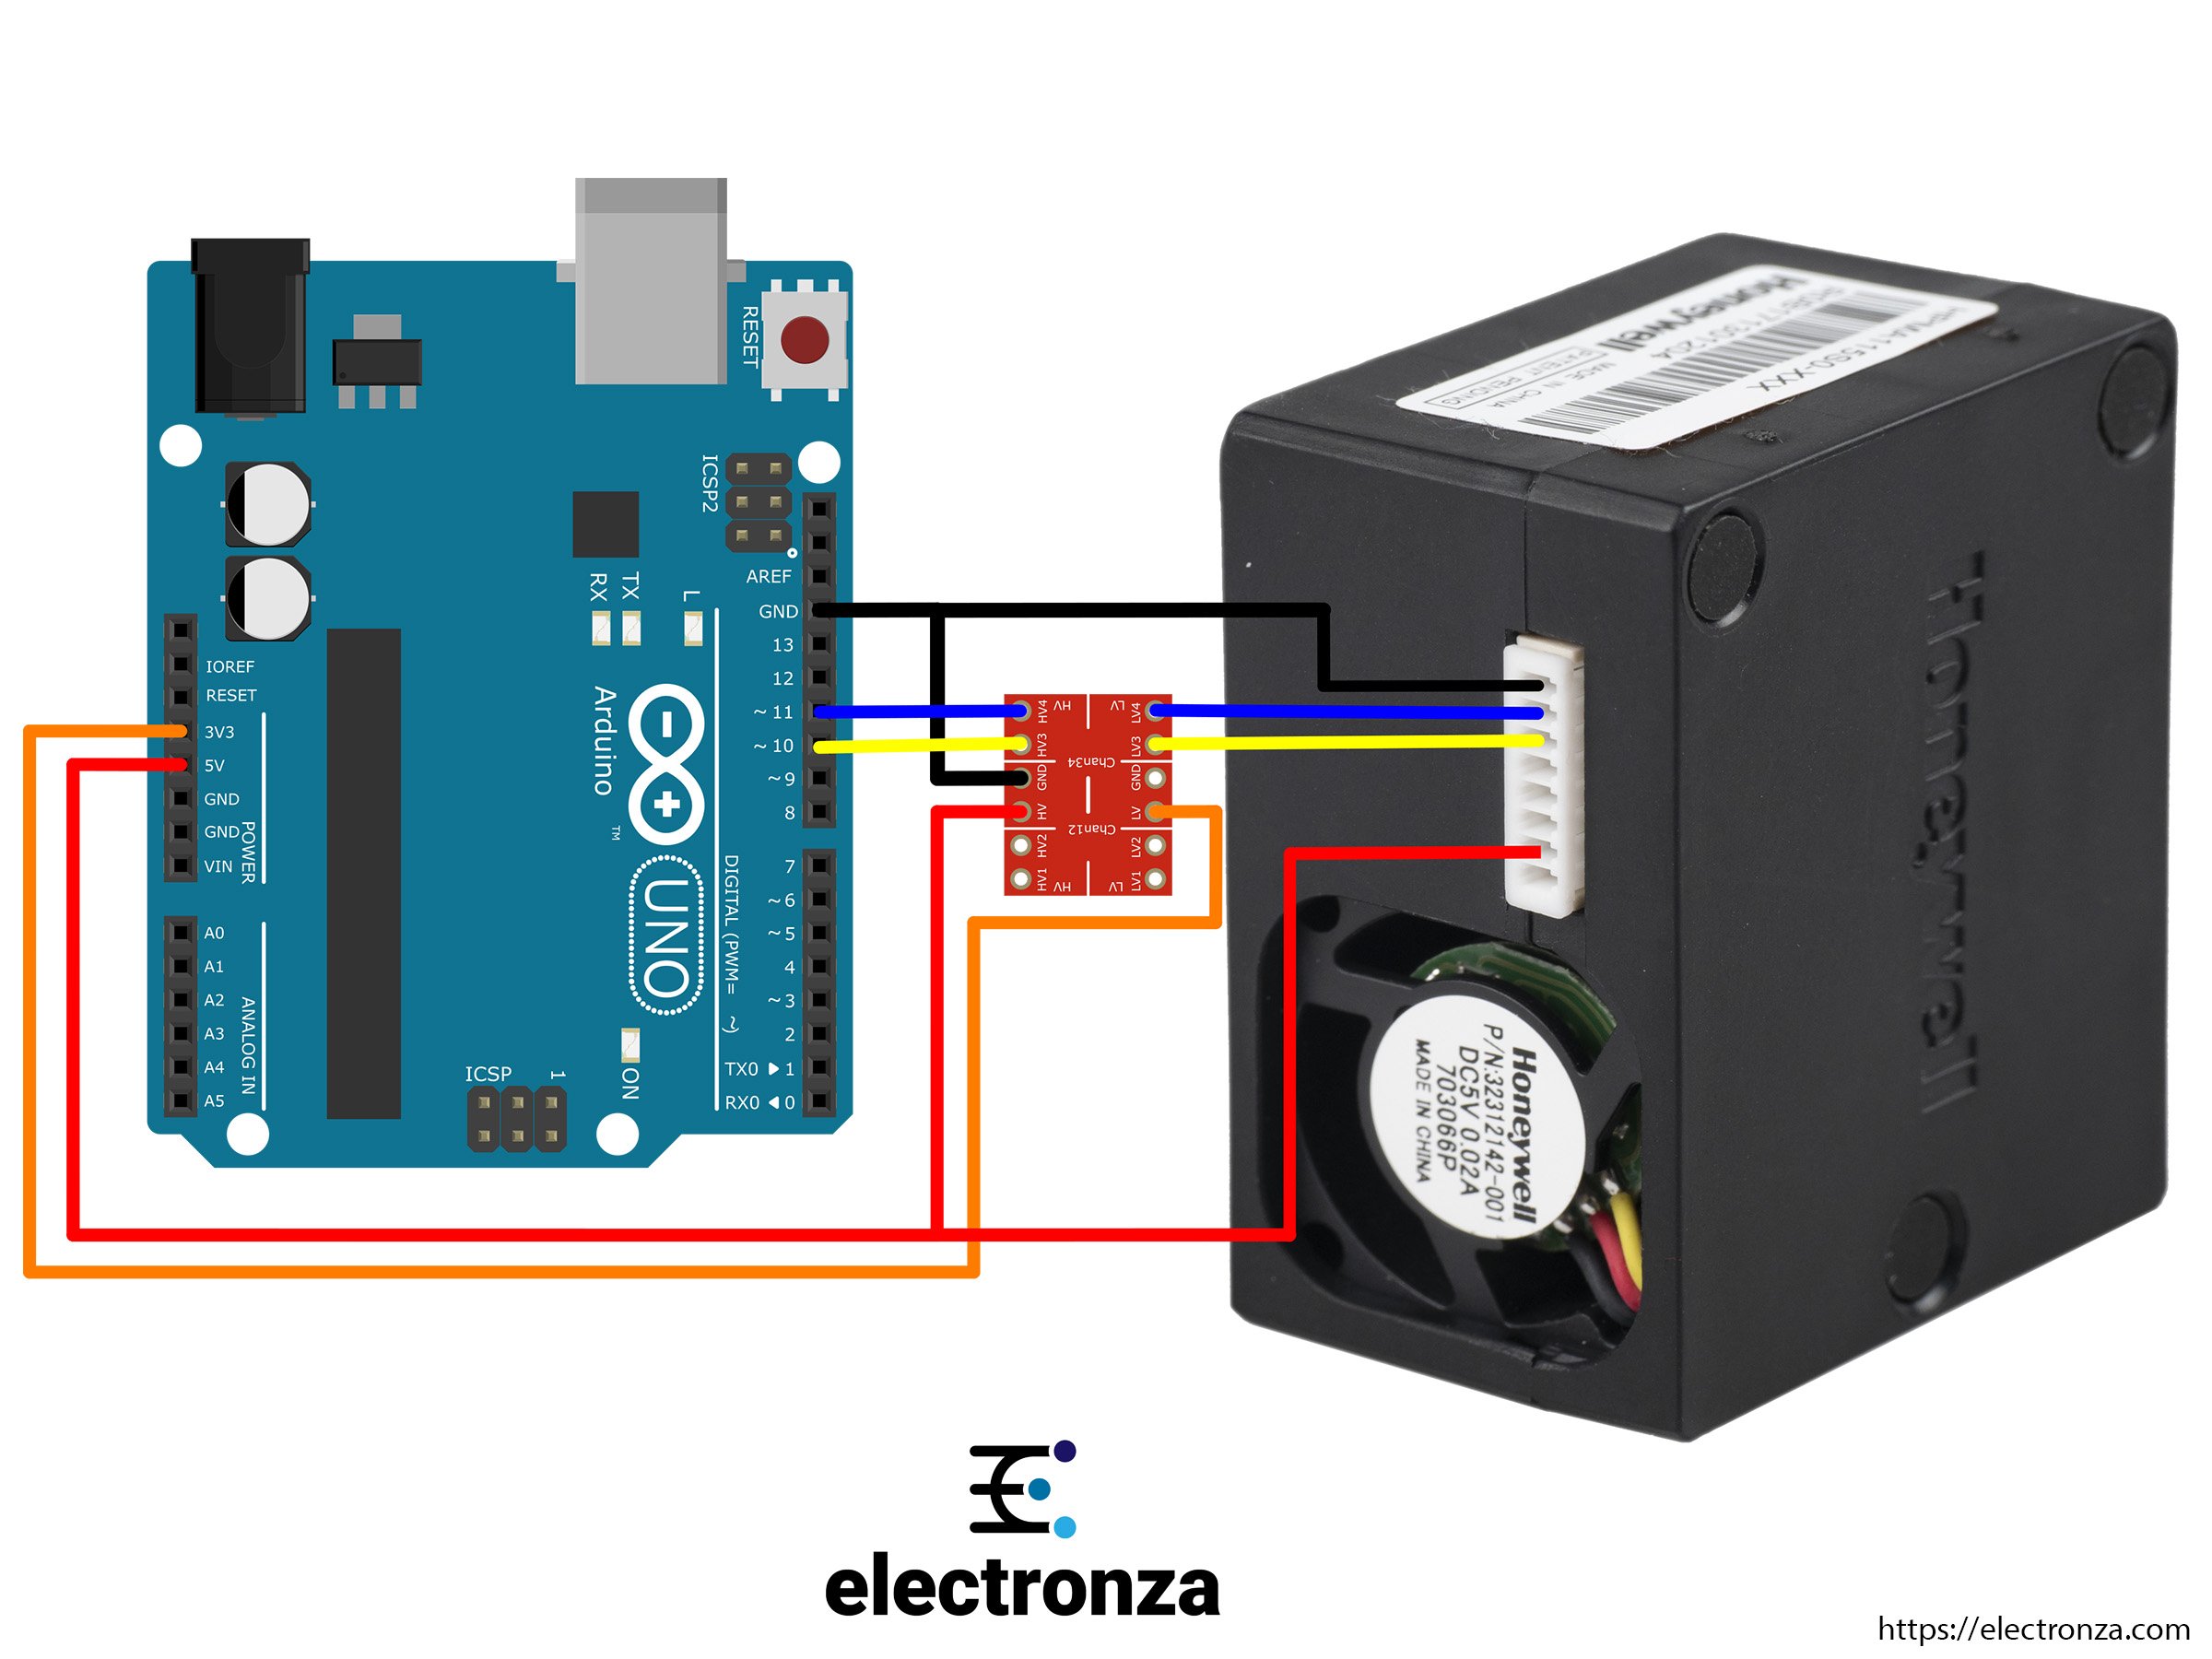 RESET
ICSP2
AREF
GND
13
12
~ 11
~ 10
~ 9
8
RX
TX
L
Arduino
TM
UNO
IOREF
RESET
3V3
5V
GND
GND
VIN
POWER
A0
A1
A2
A3
A4
A5
ANALOG IN
DIGITAL (PWM= ~)
7
~ 6
~ 5
4
~ 3
2
TX0 ▶ 1
RX0 ◀ 0
ICSP
1
ON
HV4
HV
LV
LV4
HV3
LV3
Chan34
GND
GND
HV
LV
Chan12
HV2
LV2
HV1
HV
LV
LV1
Honeywell
HPMA115S0-XXX
MADE IN CHINA
PATENT PENDING
Honeywell
Honeywell
P/N:32312142-001
DC5V 0.02A
703066P
MADE IN CHINA
electronza
https://electronza.com